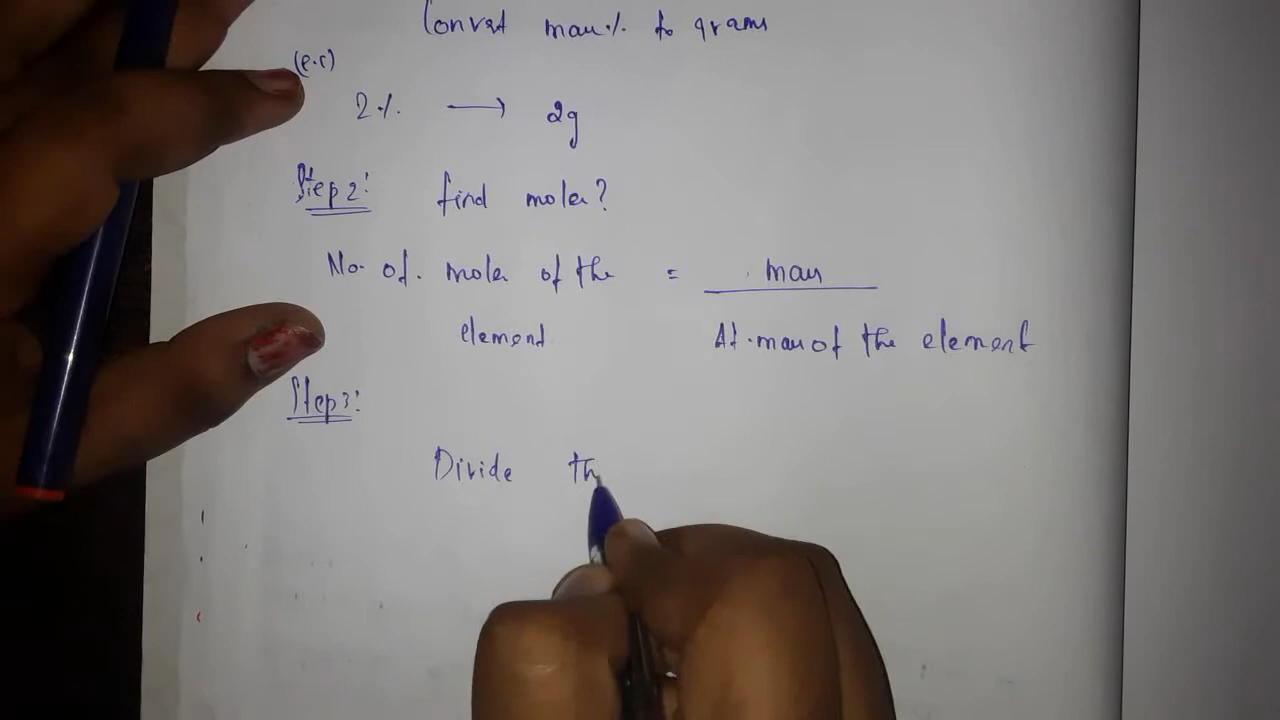 Convert mass% to grams
(e.x)
2% → 2g
Step 2: find moles?
No. of. moles of the element = mass / At. mass of the element
Step 3:
Divide th